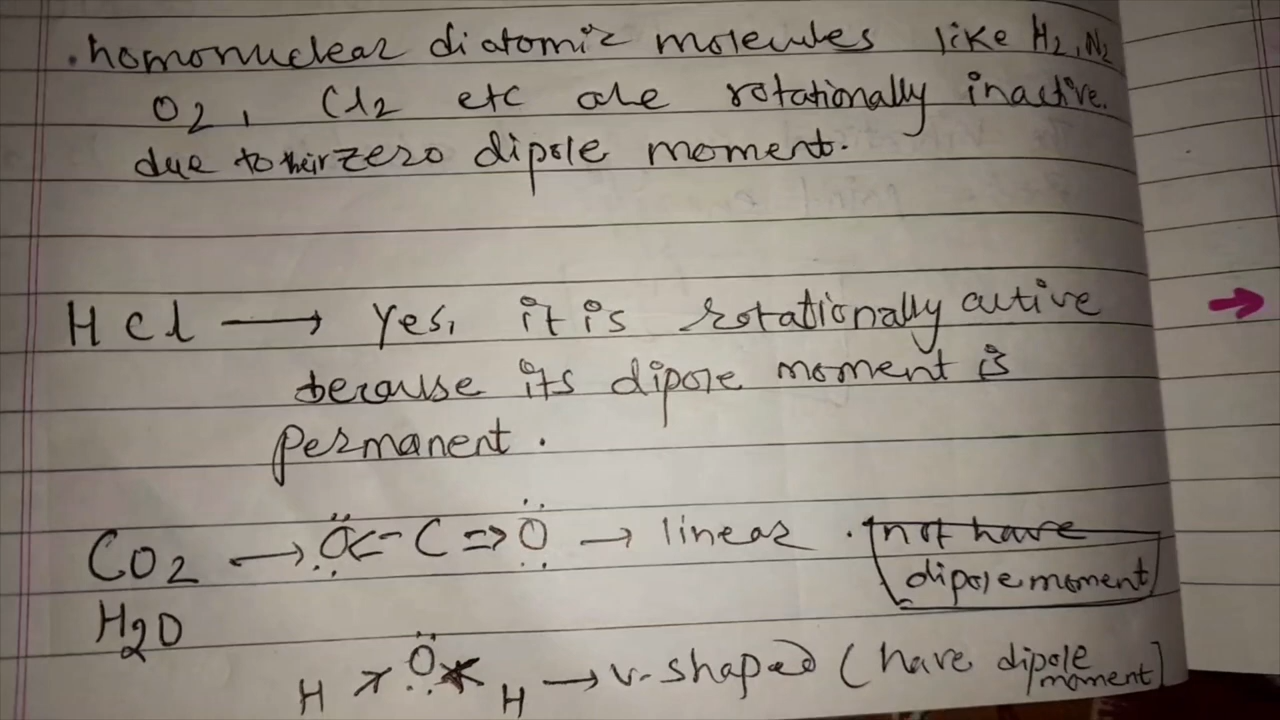 . homonuclear diatomic molecules like H2, N2
O2, Cl2 etc are rotationally inactive.
due to their zero dipole moment.
HCl → Yes, it is rotationally active
because its dipole moment is
permanent.
CO2 → Ö <= C => Ö → linear . not have
dipole moment
H2O
H Ö H → v-shaped (have dipole
moment)